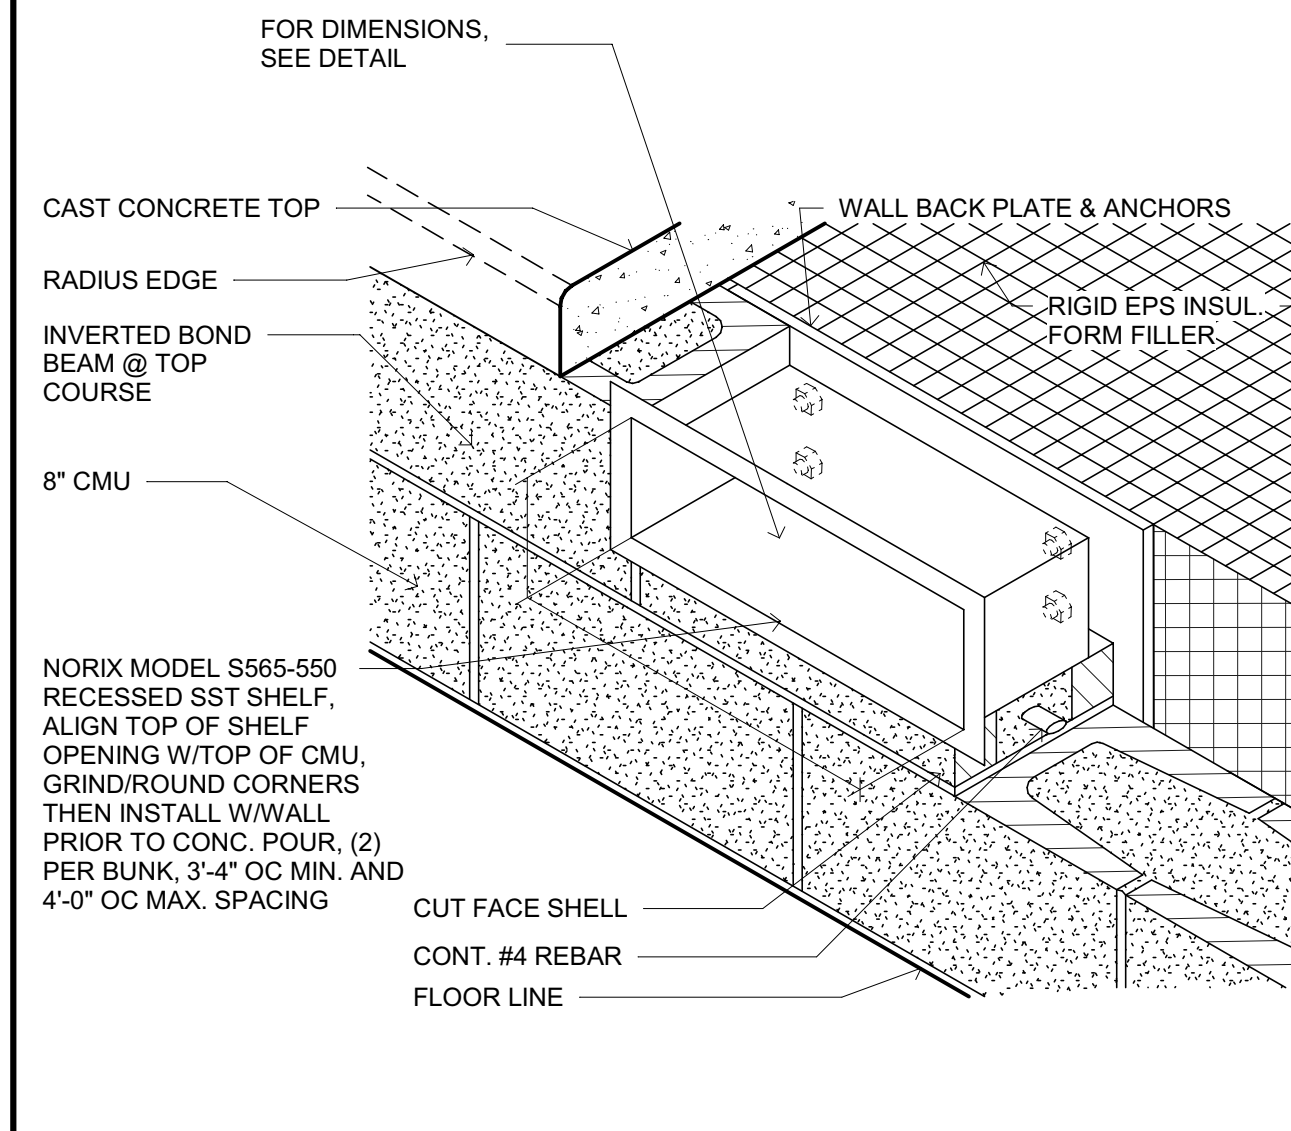 FOR DIMENSIONS,
SEE DETAIL
CAST CONCRETE TOP
WALL BACK PLATE & ANCHORS
RADIUS EDGE
RIGID EPS INSUL.
FORM FILLER
INVERTED BOND
BEAM @ TOP
COURSE
8" CMU
NORIX MODEL S565-550
RECESSED SST SHELF,
ALIGN TOP OF SHELF
OPENING W/TOP OF CMU,
GRIND/ROUND CORNERS
THEN INSTALL W/WALL
PRIOR TO CONC. POUR, (2)
PER BUNK, 3'-4" OC MIN. AND
4'-0" OC MAX. SPACING
CUT FACE SHELL
CONT. #4 REBAR
FLOOR LINE